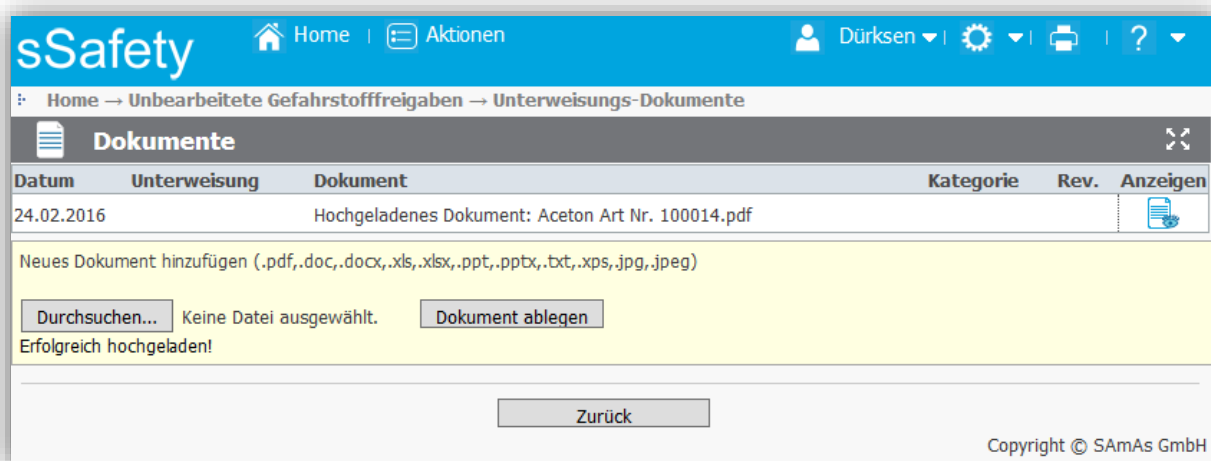 sSafety Home | Aktionen Dürksen | | | ?
Home → Unbearbeitete Gefahrstofffreigaben → Unterweisungs-Dokumente
Dokumente
Datum Unterweisung Dokument Kategorie Rev. Anzeigen
24.02.2016 Hochgeladenes Dokument: Aceton Art Nr. 100014.pdf
Neues Dokument hinzufügen (.pdf,.doc,.docx,.xls,.xlsx,.ppt,.pptx,.txt,.xps,.jpg,.jpeg)
Durchsuchen... Keine Datei ausgewählt. Dokument ablegen
Erfolgreich hochgeladen!
Zurück
Copyright © SAmAs GmbH